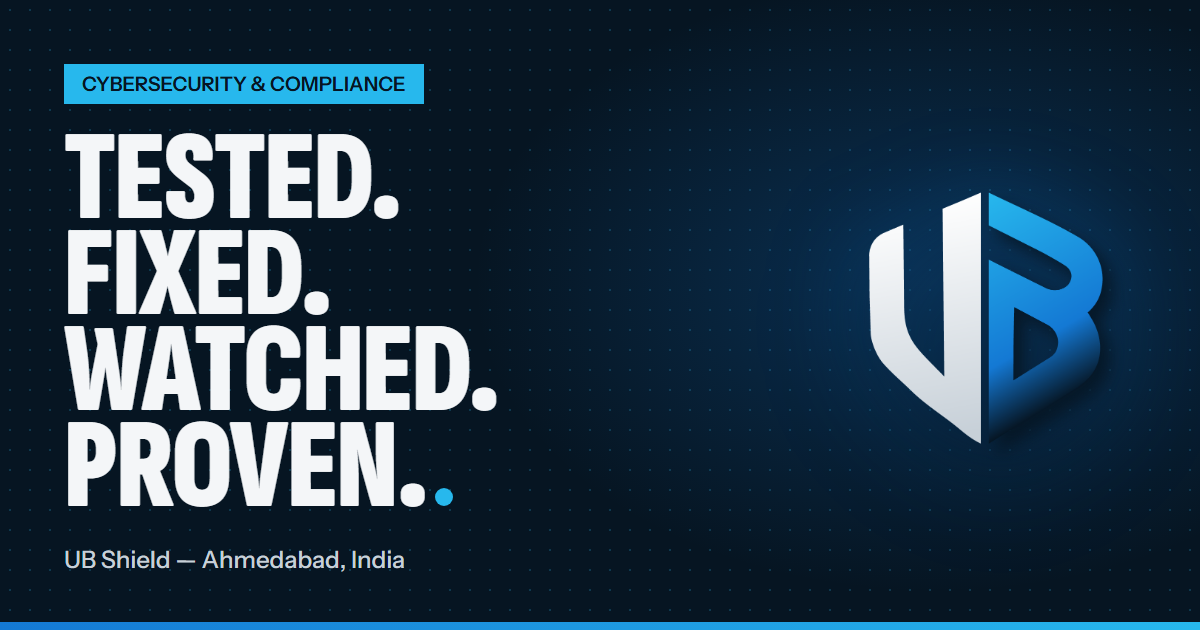 CYBERSECURITY & COMPLIANCE
TESTED.
FIXED.
WATCHED.
PROVEN..
UB Shield — Ahmedabad, India
UB